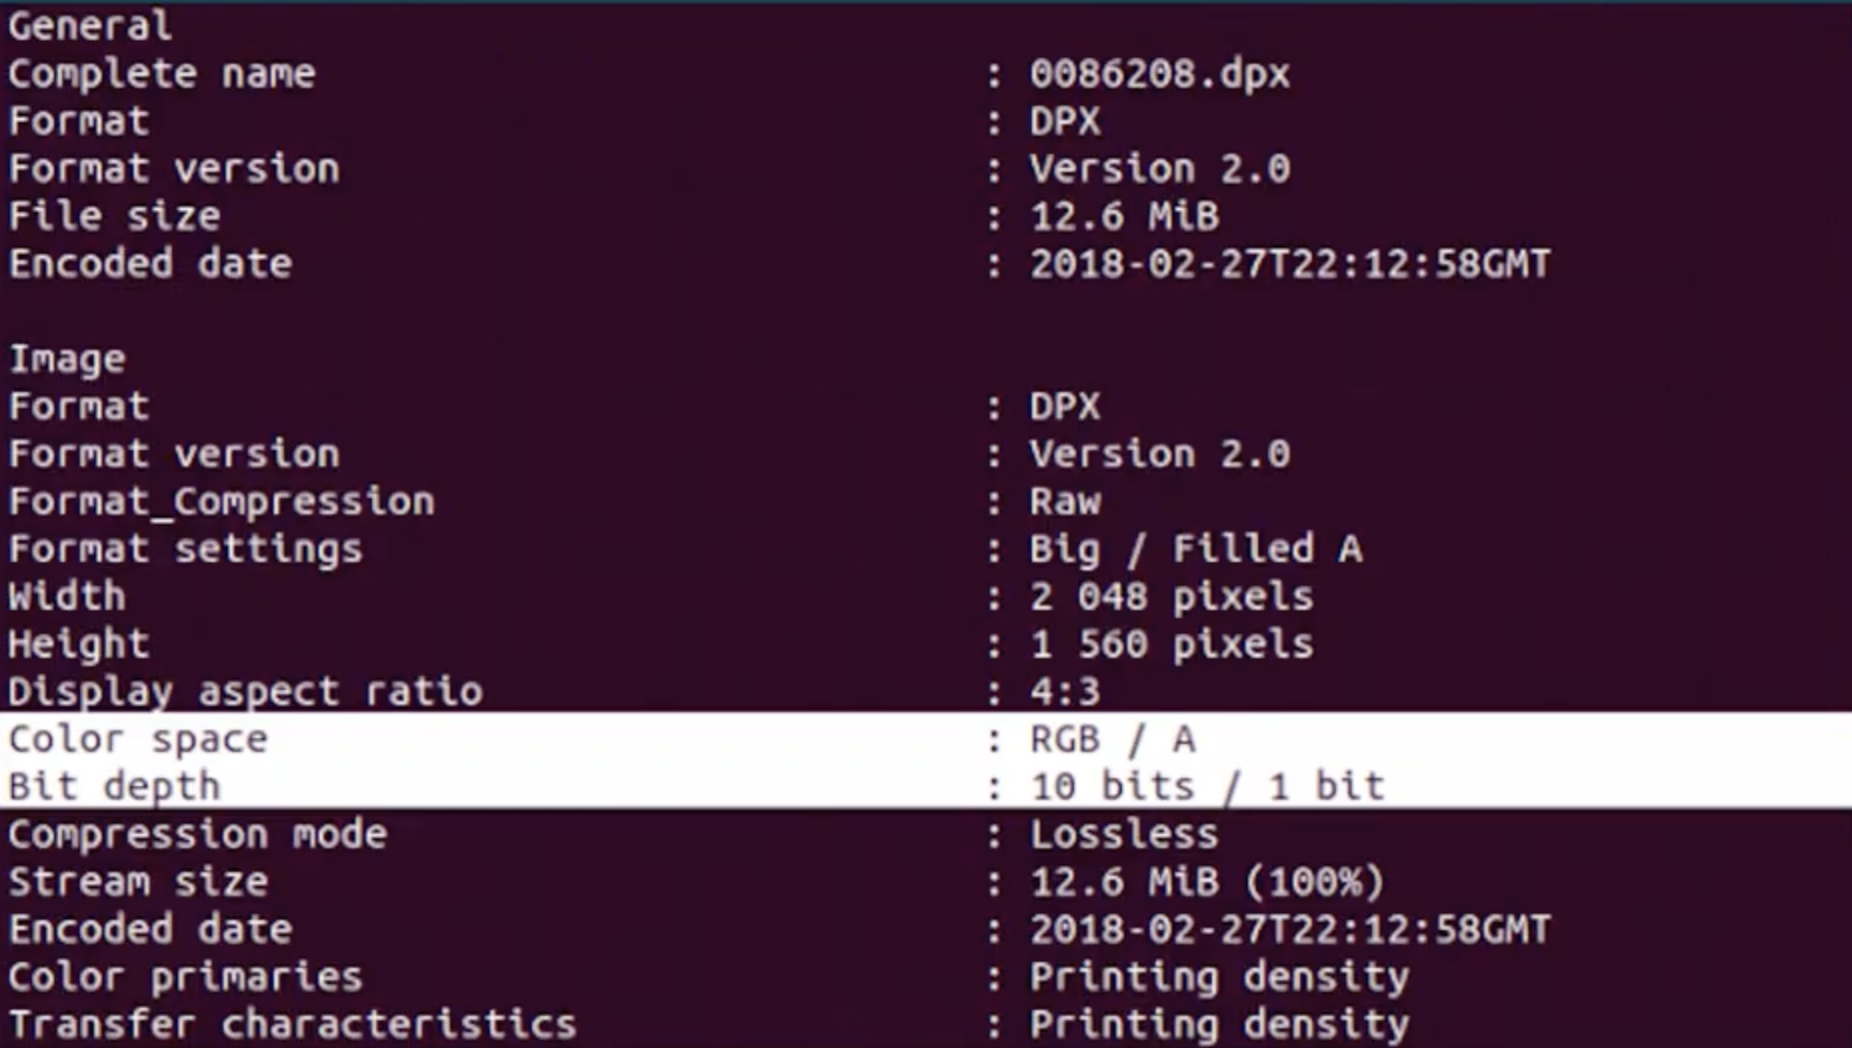 General
Complete name : 0086208.dpx
Format : DPX
Format version : Version 2.0
File size : 12.6 MiB
Encoded date : 2018-02-27T22:12:58GMT
Image
Format : DPX
Format version : Version 2.0
Format_Compression : Raw
Format settings : Big / Filled A
Width : 2 048 pixels
Height : 1 560 pixels
Display aspect ratio : 4:3
Color space : RGB / A
Bit depth : 10 bits / 1 bit
Compression mode : Lossless
Stream size : 12.6 MiB (100%)
Encoded date : 2018-02-27T22:12:58GMT
Color primaries : Printing density
Transfer characteristics : Printing density